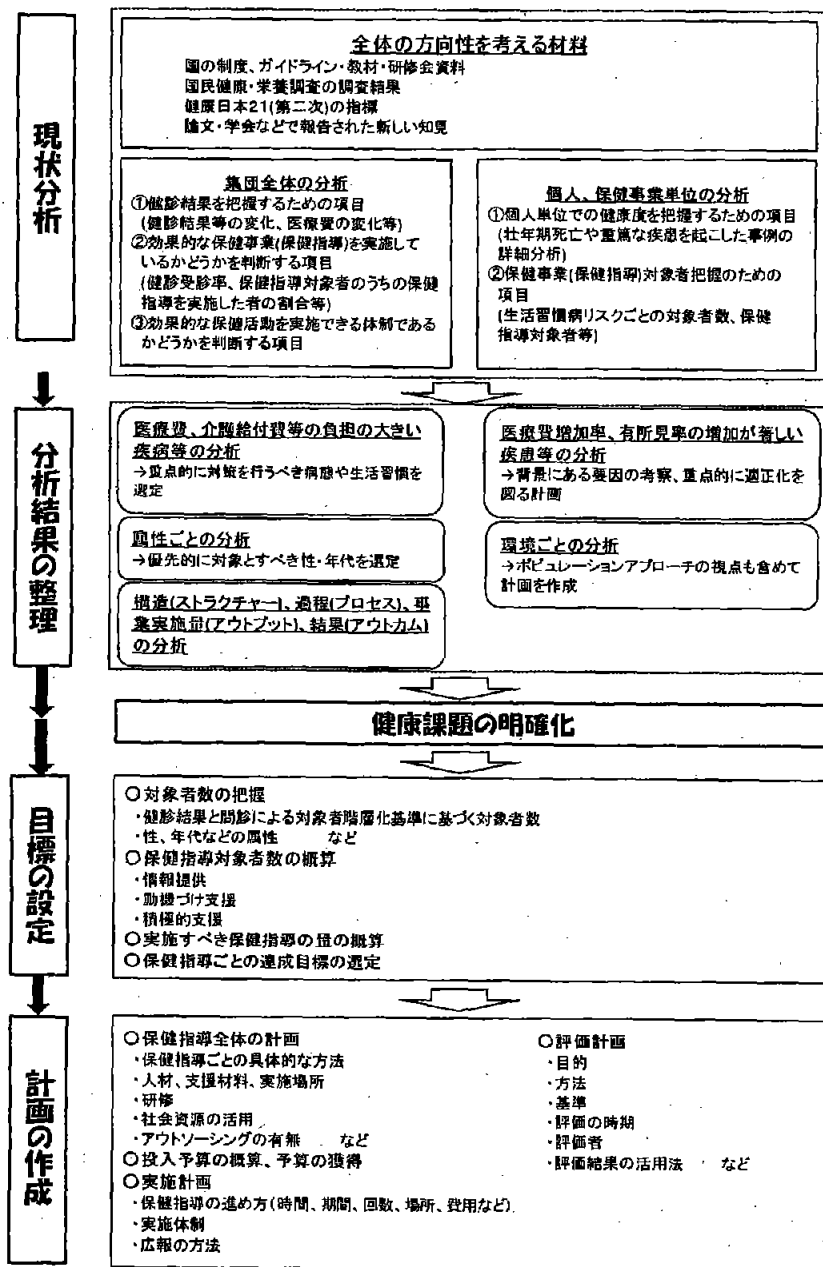 現状分析
全体の方向性を考える材料
国の制度、ガイドライン・教材・研修会資料
国民健康・栄養調査の調査結果
健康日本21(第二次)の指標
論文・学会などで報告された新しい知見
集団全体の分析
①健診結果を把握するための項目
(健診結果等の変化、医療費の変化等)
②効果的な保健事業(保健指導)を実施して
いるかどうかを判断する項目
(健診受診率、保健指導対象者のうちの保健
指導を実施した者の割合等)
③効果的な保健活動を実施できる体制である
かどうかを判断する項目
個人、保健事業単位の分析
①個人単位での健康度を把握するための項目
(壮年期死亡や重篤な疾患を起こした事例の
詳細分析)
②保健事業(保健指導)対象者把握のための
項目
(生活習慣病リスクごとの対象者数、保健
指導対象者等)
分析結果の整理
医療費、介護給付費等の負担の大きい
疾病等の分析
→重点的に対策を行うべき病態や生活習慣を
選定
医療費増加率、有所見率の増加が著しい
疾患等の分析
→背景にある要因の考察、重点的に適正化を
図る計画
属性ごとの分析
→優先的に対象とすべき性・年代を選定
環境ごとの分析
→ポピュレーションアプローチの視点も含めて
計画を作成
構造(ストラクチャー)、過程(プロセス)、事
業実施量(アウトプット)、結果(アウトカム)
の分析
健康課題の明確化
目標の設定
○対象者数の把握
・健診結果と問診による対象者階層化基準に基づく対象者数
・性、年代などの属性 など
○保健指導対象者数の概算
・情報提供
・動機づけ支援
・積極的支援
○実施すべき保健指導の量の概算
○保健指導ごとの達成目標の選定
計画の作成
○保健指導全体の計画
・保健指導ごとの具体的な方法
・人材、支援材料、実施場所
・研修
・社会資源の活用
・アウトソーシングの有無 など
○投入予算の概算、予算の獲得
○実施計画
・保健指導の進め方(時間、期間、回数、場所、費用など)
・実施体制
・広報の方法
○評価計画
・目的
・方法
・基準
・評価の時期
・評価者
・評価結果の活用法 など